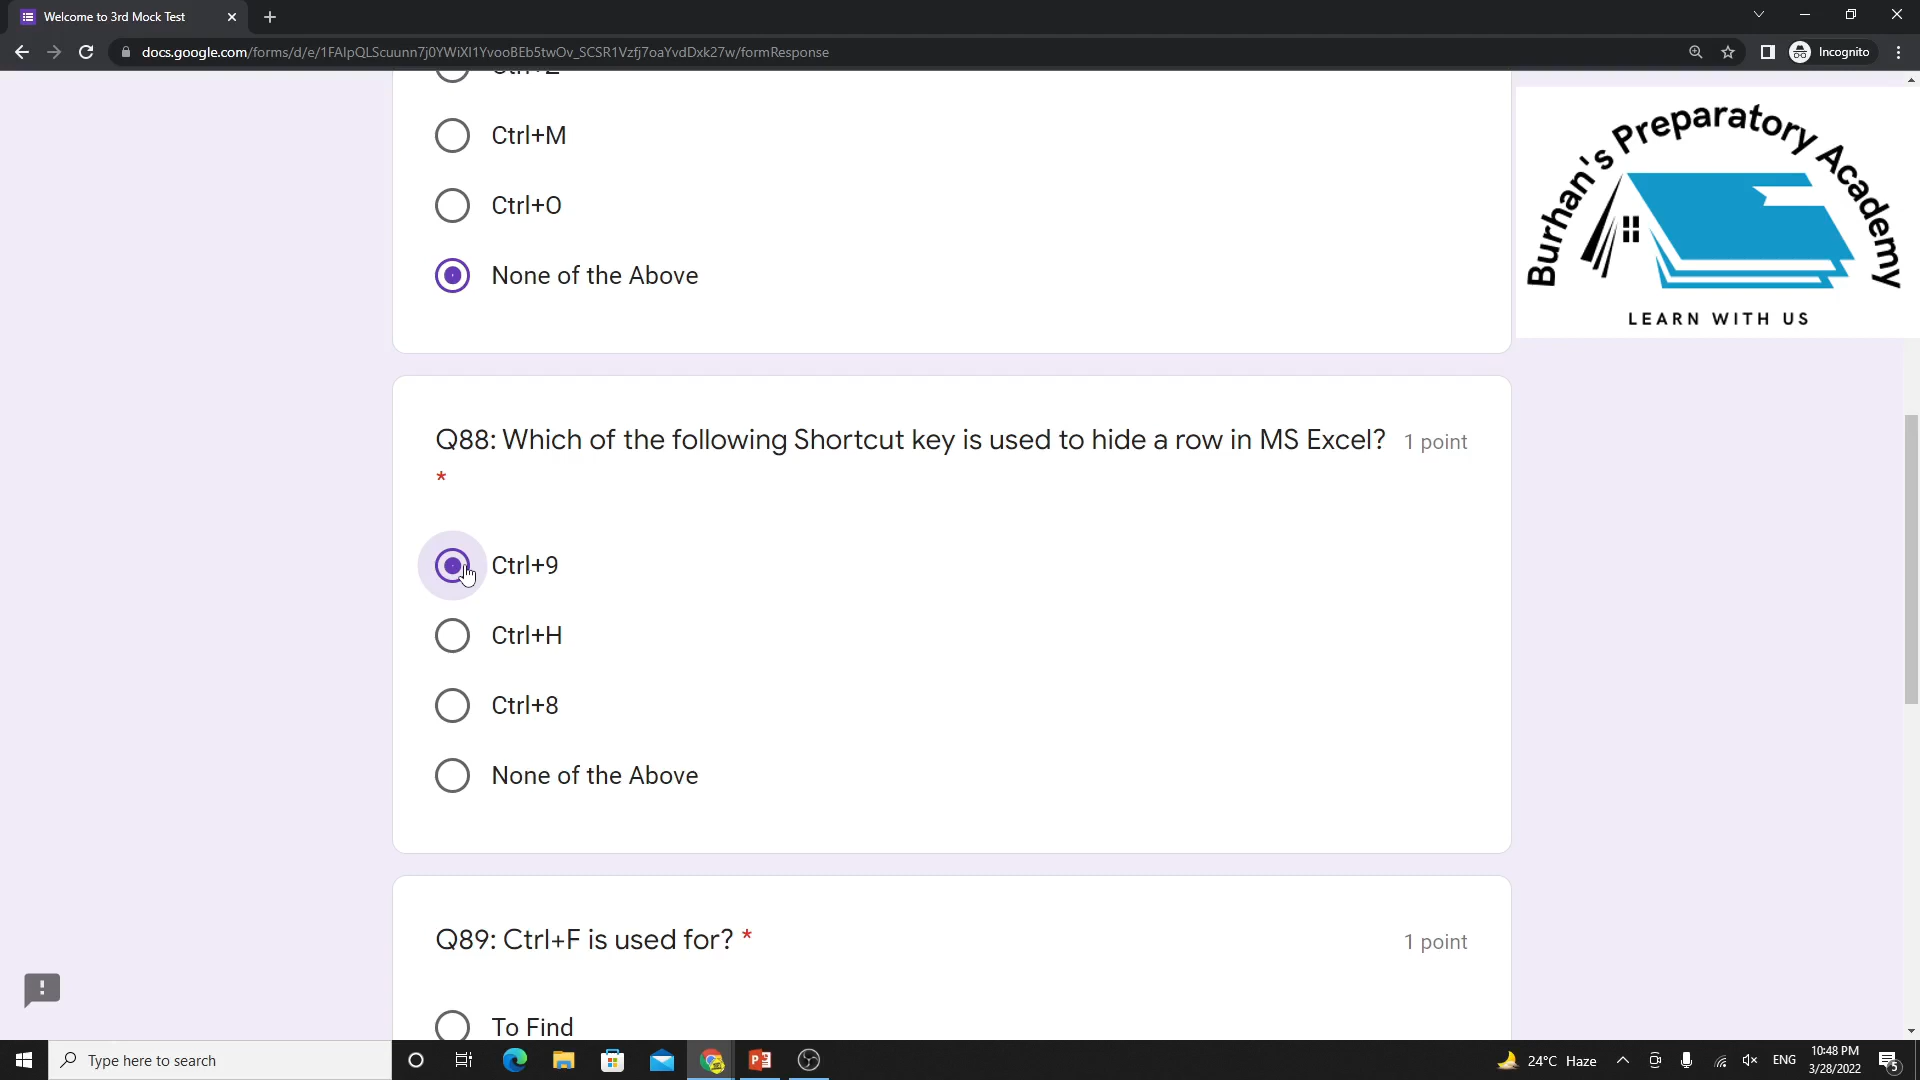 Welcome to 3rd Mock Test
docs.google.com/forms/d/e/1FAIpQLScuunn7j0YWiXI1YvooBEb5twOv_SCSR1Vzfj7oaYvdDxk27w/formResponse
Incognito
Ctrl+M
Ctrl+O
None of the Above
Burhan's Preparatory Academy
LEARN WITH US
Q88: Which of the following Shortcut key is used to hide a row in MS Excel? 1 point
*
Ctrl+9
Ctrl+H
Ctrl+8
None of the Above
Q89: Ctrl+F is used for? * 1 point
To Find
Type here to search
24°C Haze
ENG
10:48 PM
3/28/2022
5